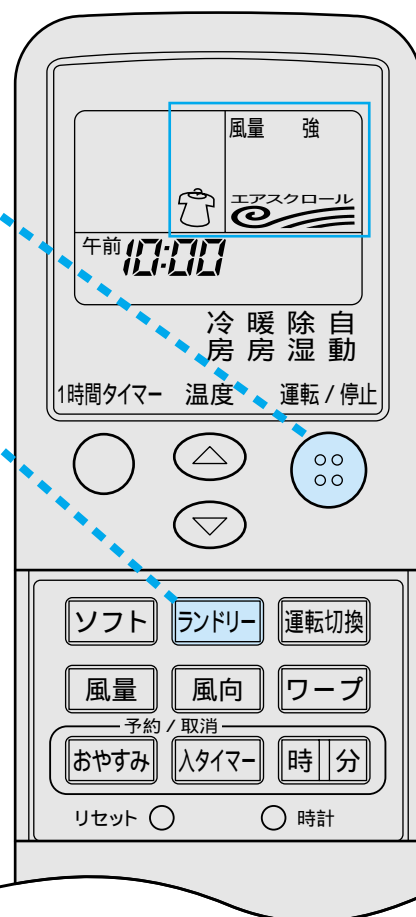 風量 強
エアスクロール
午前 10:00
冷房 暖房 除湿 自動
1時間タイマー 温度 運転/停止
ソフト ランドリー 運転切換
風量 風向 ワープ
予約/取消
おやすみ 入タイマー 時 分
リセット 時計